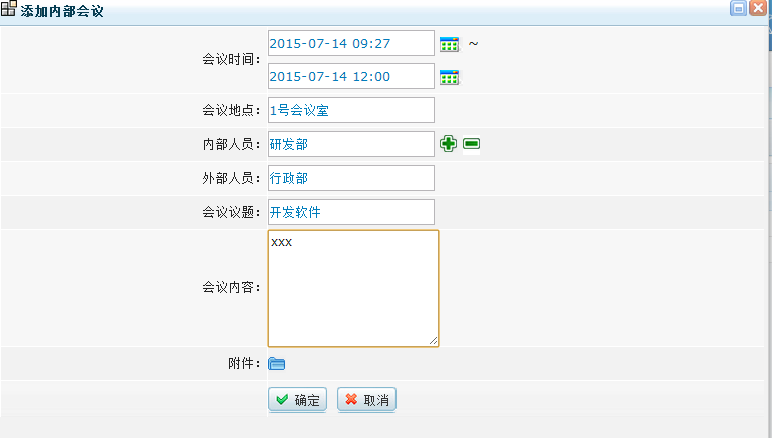 添加内部会议
会议时间： 2015-07-14 09:27 ~
2015-07-14 12:00
会议地点： 1号会议室
内部人员： 研发部
外部人员： 行政部
会议议题： 开发软件
会议内容： xxx
附件：
确定 取消